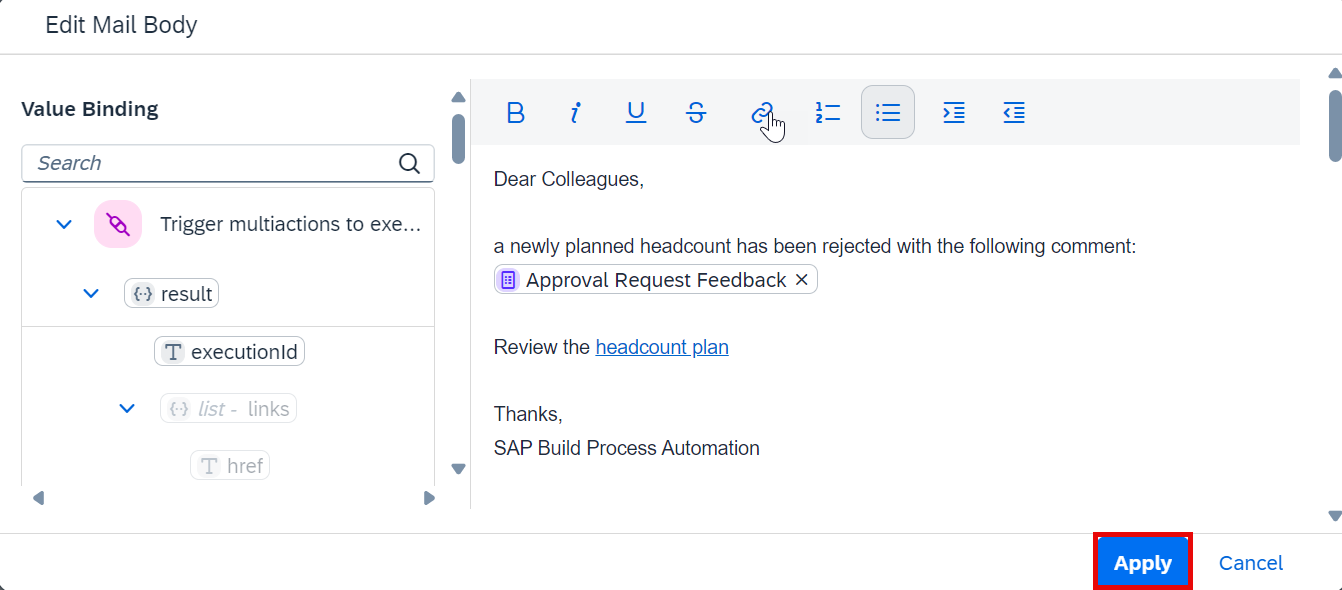 Edit Mail Body
Value Binding
Search
Trigger multiactions to exe...
result
executionId
list - links
href
Dear Colleagues,
a newly planned headcount has been rejected with the following comment:
Approval Request Feedback ×
Review the headcount plan
Thanks,
SAP Build Process Automation
Apply
Cancel